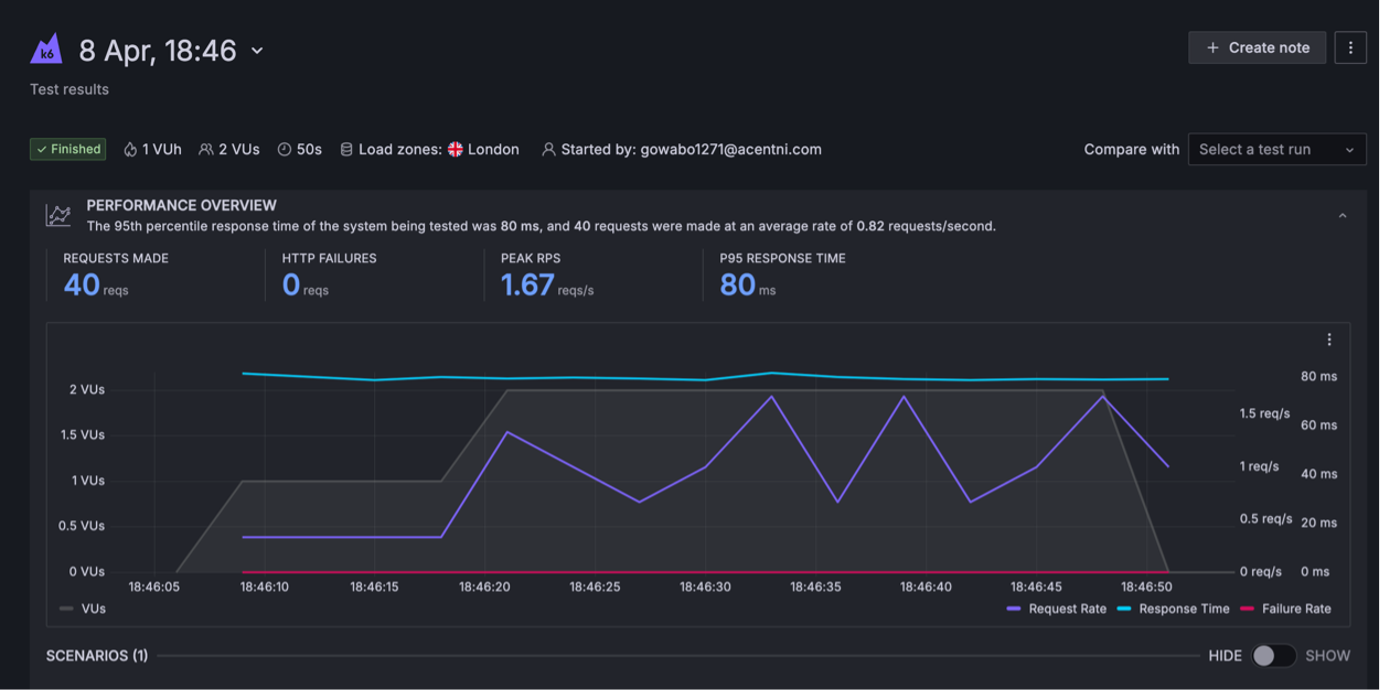 k6
8 Apr, 18:46
Create note
Test results
Finished
1 VUh
2 VUs
50s
Load zones:
London
Started by: gowabo1271@acentni.com
Compare with
Select a test run
PERFORMANCE OVERVIEW
The 95th percentile response time of the system being tested was 80 ms, and 40 requests were made at an average rate of 0.82 requests/second.
REQUESTS MADE
40 reqs
HTTP FAILURES
0 reqs
PEAK RPS
1.67 reqs/s
P95 RESPONSE TIME
80 ms
2 VUs
1.5 VUs
1 VUs
0.5 VUs
0 VUs
1.5 req/s
1 req/s
0.5 req/s
0 req/s
80 ms
60 ms
40 ms
20 ms
0 ms
18:46:05
18:46:10
18:46:15
18:46:20
18:46:25
18:46:30
18:46:35
18:46:40
18:46:45
18:46:50
VUs
Request Rate
Response Time
Failure Rate
SCENARIOS (1)
HIDE
SHOW